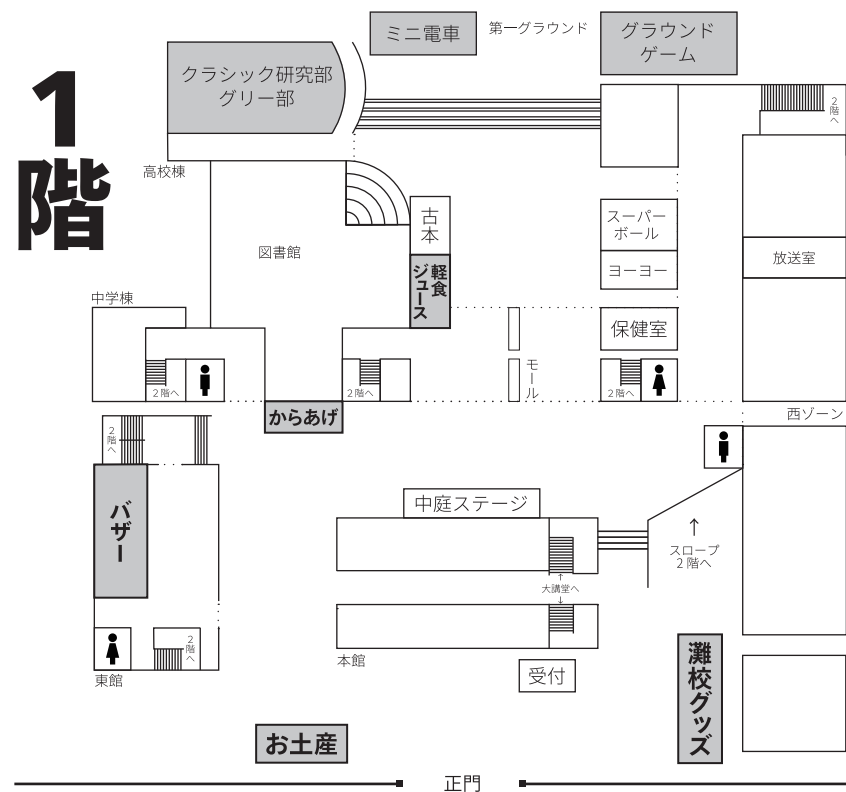 1
階
ミニ電車
第一グラウンド
グラウンド
ゲーム
クラシック研究部
グリー部
2階へ
高校棟
古本
スーパー
ボール
図書館
放送室
ヨーヨー
軽食
ジュース
中学棟
保健室
モール
2階へ
2階へ
2階へ
からあげ
西ゾーン
2階へ
中庭ステージ
バザー
↑
スロープ
2階へ
↑
大講堂へ
↓
2階へ
本館
受付
灘校グッズ
東館
お土産
正門